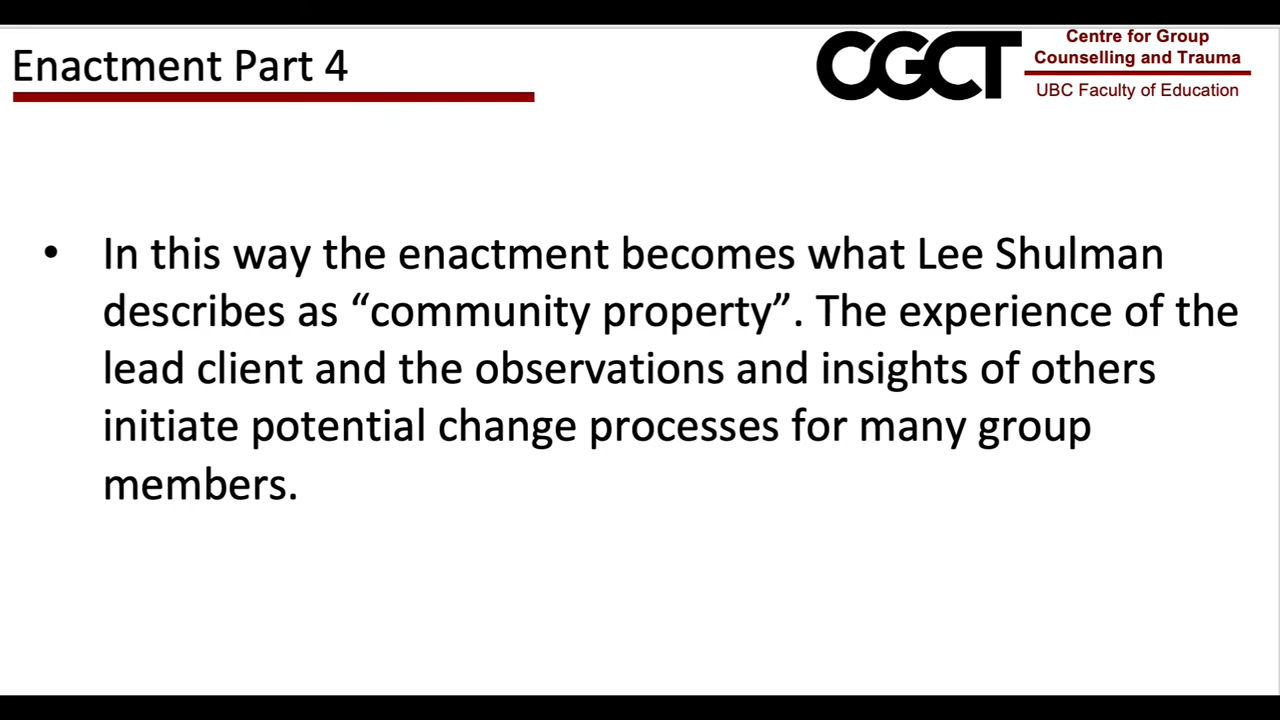 Enactment Part 4
CGCT
Centre for Group
Counselling and Trauma
UBC Faculty of Education
• In this way the enactment becomes what Lee Shulman
describes as “community property”. The experience of the
lead client and the observations and insights of others
initiate potential change processes for many group
members.